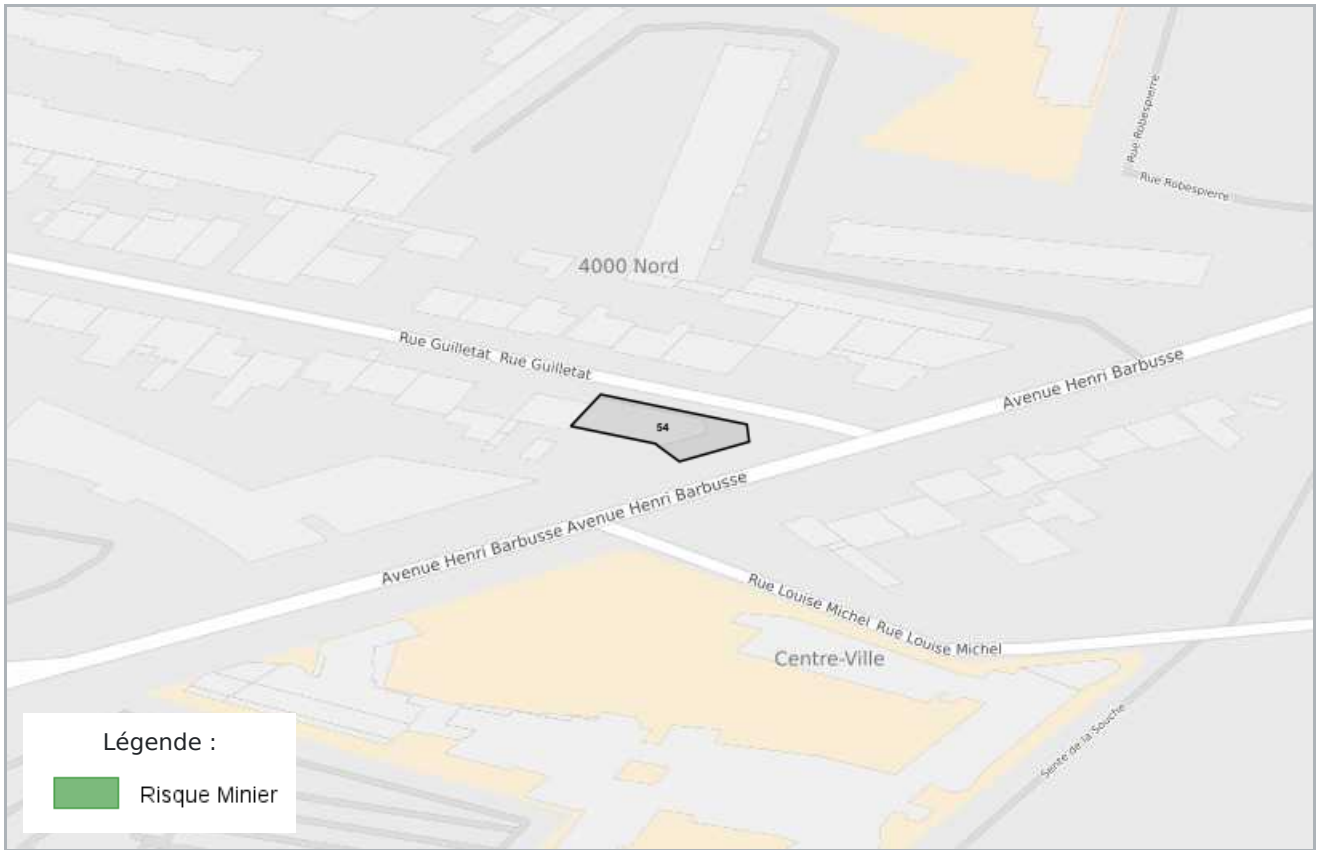 Rue Robespierre
Rue Robespierre
4000 Nord
Rue Guilletat Rue Guilletat
Avenue Henri Barbusse
54
Avenue Henri Barbusse Avenue Henri Barbusse
Rue Louise Michel Rue Louise Michel
Centre-Ville
Sente de la Souche
Légende :
Risque Minier